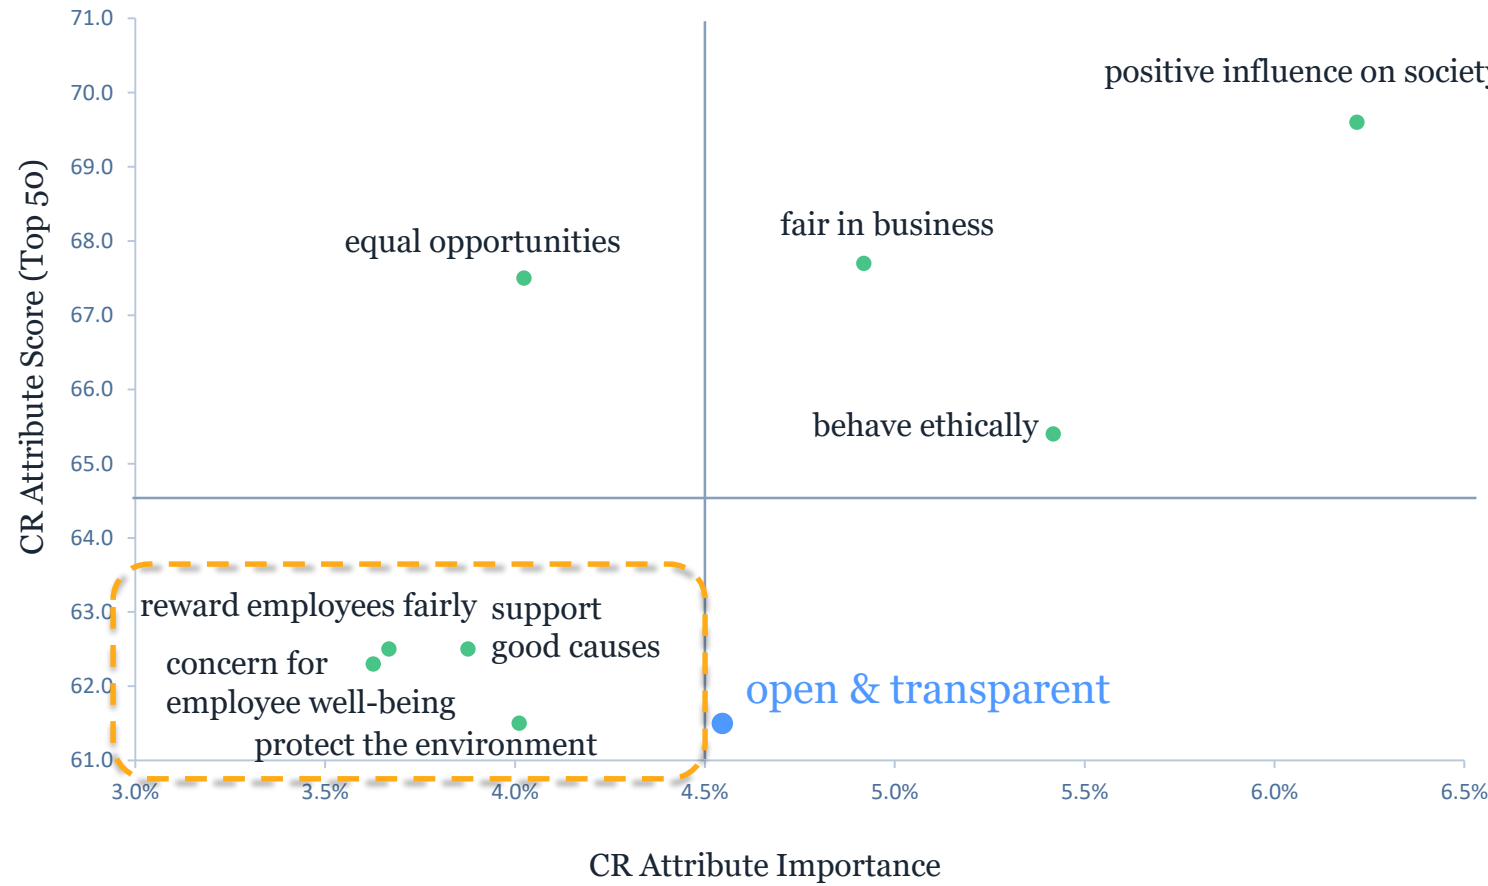 71.0
positive influence on society
70.0
69.0
fair in business
equal opportunities
68.0
67.0
66.0
behave ethically
65.0
64.0
CR Attribute Score (Top 50)
63.0
reward employees fairly
support
good causes
concern for
employee well-being
62.0
open & transparent
protect the environment
61.0
3.0% 3.5% 4.0% 4.5% 5.0% 5.5% 6.0% 6.5%
CR Attribute Importance